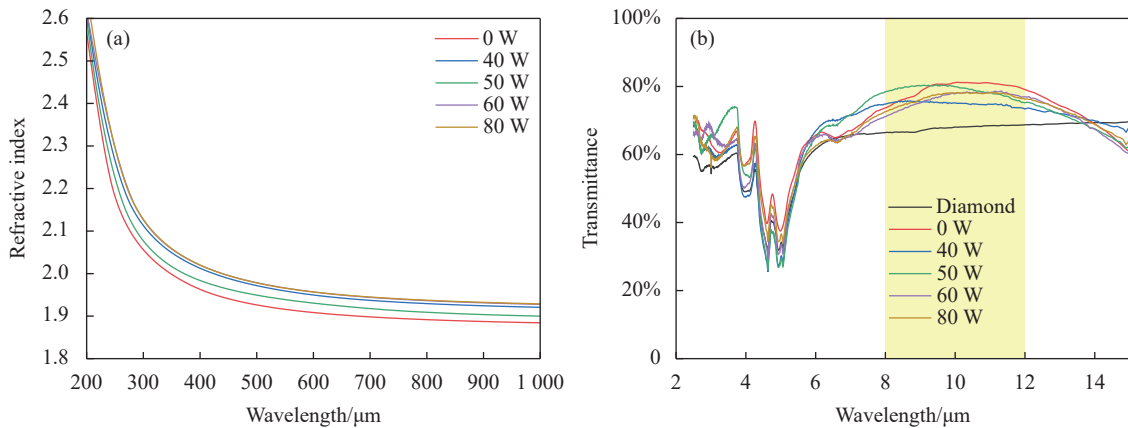 (a)
2.6
2.5
2.4
2.3
2.2
2.1
2.0
1.9
1.8
Refractive index
0 W
40 W
50 W
60 W
80 W
200 300 400 500 600 700 800 900 1 000
Wavelength/μm
(b)
100%
80%
60%
40%
20%
0
Transmittance
Diamond
0 W
40 W
50 W
60 W
80 W
2 4 6 8 10 12 14
Wavelength/μm